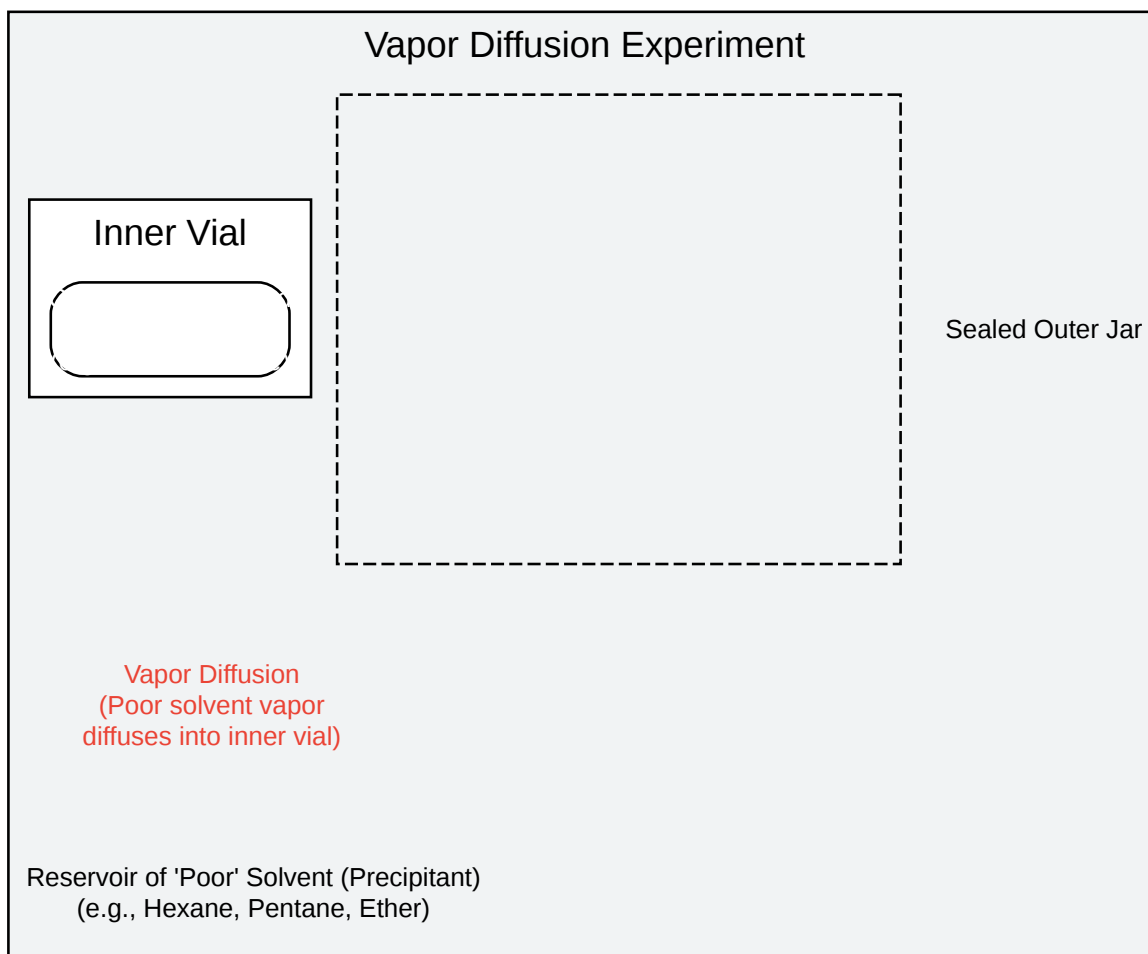 Vapor Diffusion Experiment
Inner Vial
Sealed Outer Jar
Vapor Diffusion
(Poor solvent vapor
diffuses into inner vial)
Reservoir of 'Poor' Solvent (Precipitant)
(e.g., Hexane, Pentane, Ether)